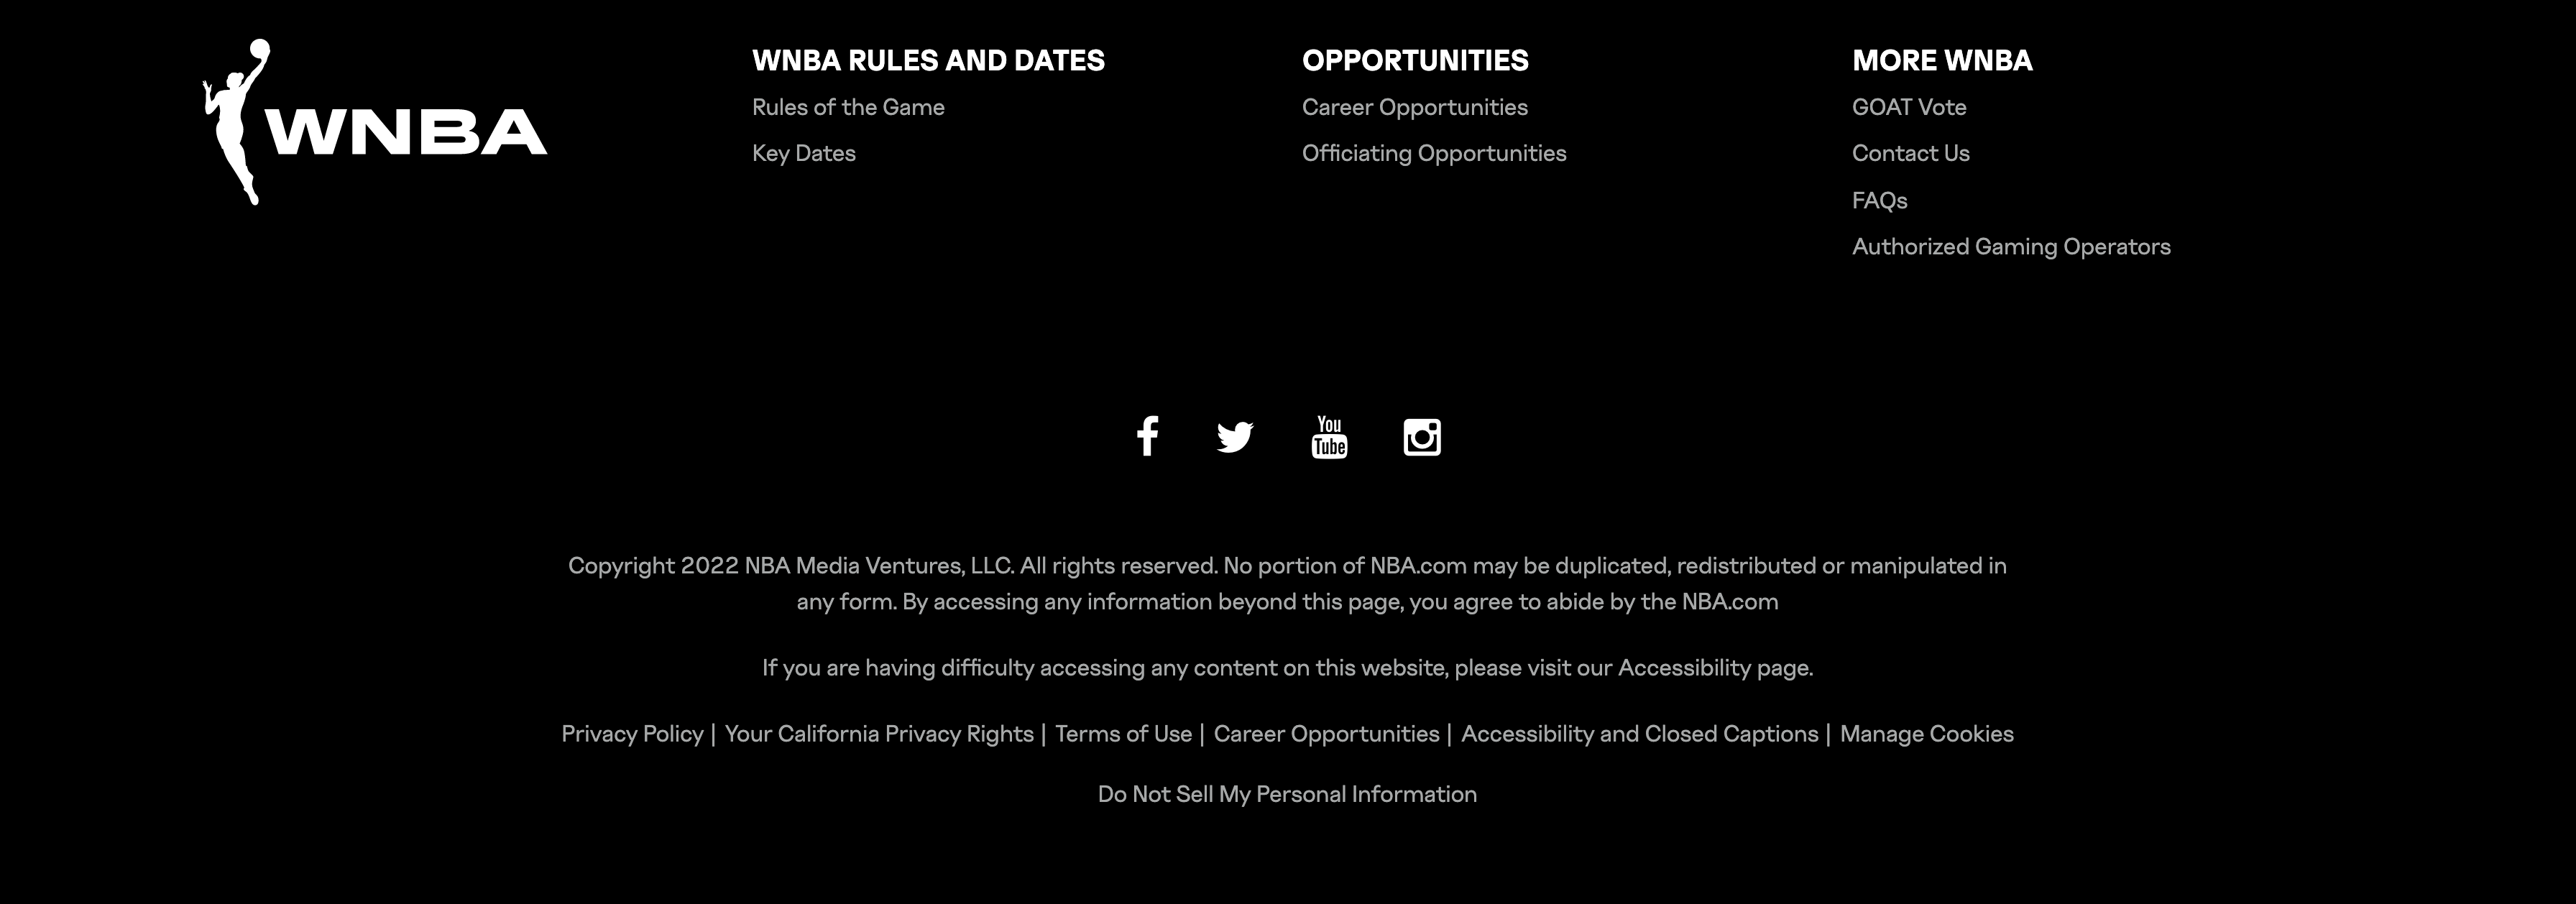 WNBA
WNBA RULES AND DATES
Rules of the Game
Key Dates
OPPORTUNITIES
Career Opportunities
Officiating Opportunities
MORE WNBA
GOAT Vote
Contact Us
FAQs
Authorized Gaming Operators
You
Tube
Copyright 2022 NBA Media Ventures, LLC. All rights reserved. No portion of NBA.com may be duplicated, redistributed or manipulated in
any form. By accessing any information beyond this page, you agree to abide by the NBA.com
If you are having difficulty accessing any content on this website, please visit our Accessibility page.
Privacy Policy | Your California Privacy Rights | Terms of Use | Career Opportunities | Accessibility and Closed Captions | Manage Cookies
Do Not Sell My Personal Information